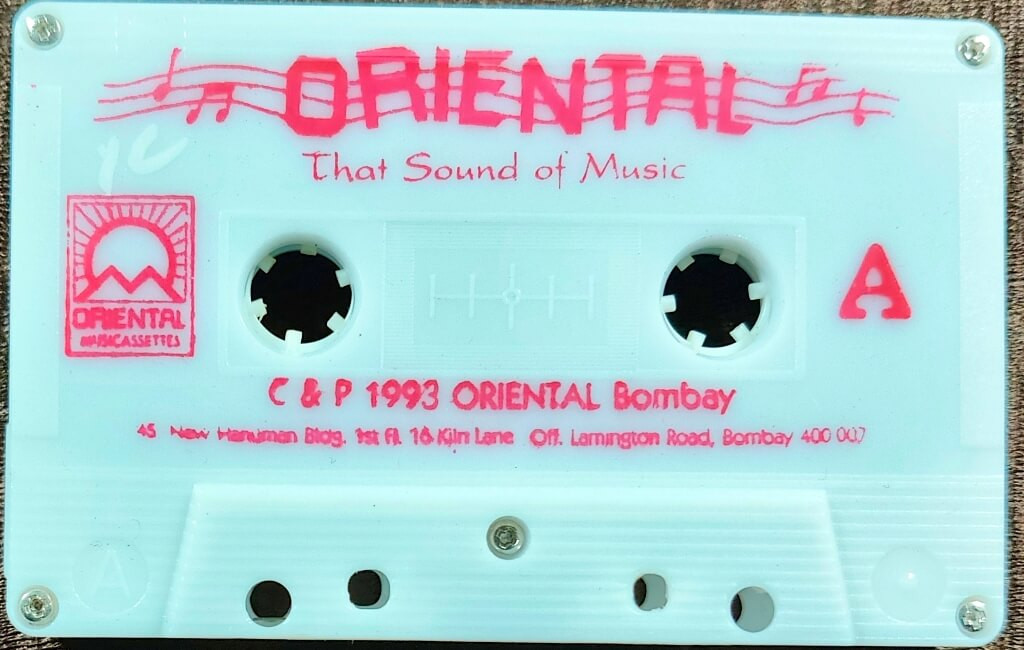 ORIENTAL
That Sound of Music
ORIENTAL
MUSICASSETTES
A
C & P 1993 ORIENTAL Bombay
45 New Hanuman Bldg. 1st Fl. 16 Kiln Lane Off. Lamington Road, Bombay 400 007
A